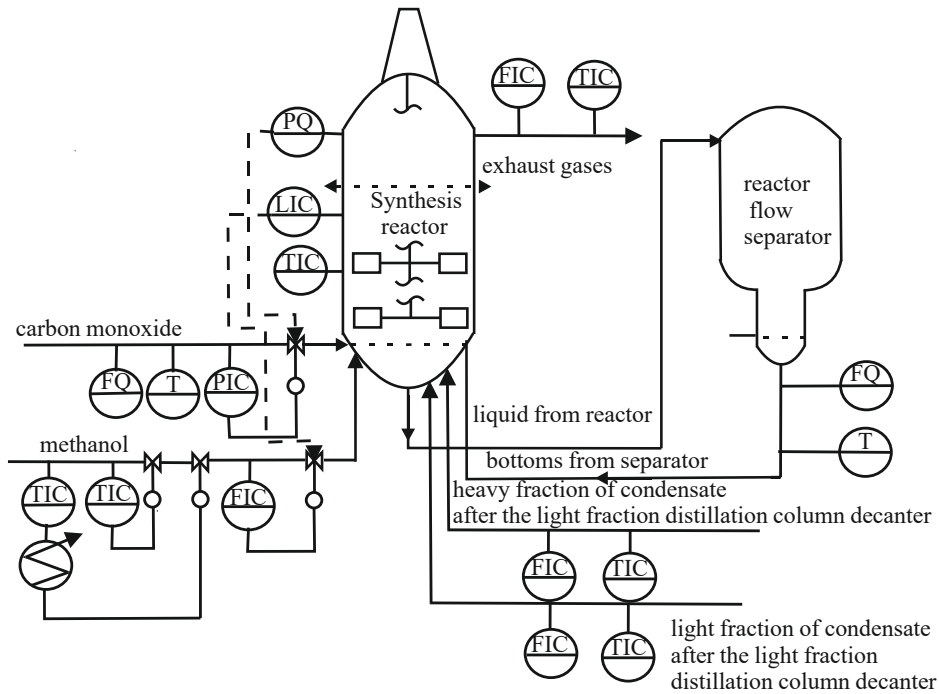 FIC
TIC
PQ
exhaust gases
reactor
flow
separator
LIC
Synthesis
reactor
TIC
carbon monoxide
FQ
T
PIC
FQ
liquid from reactor
methanol
T
bottoms from separator
TIC
TIC
FIC
heavy fraction of condensate
after the light fraction distillation column decanter
FIC
TIC
FIC
TIC
light fraction of condensate
after the light fraction
distillation column decanter